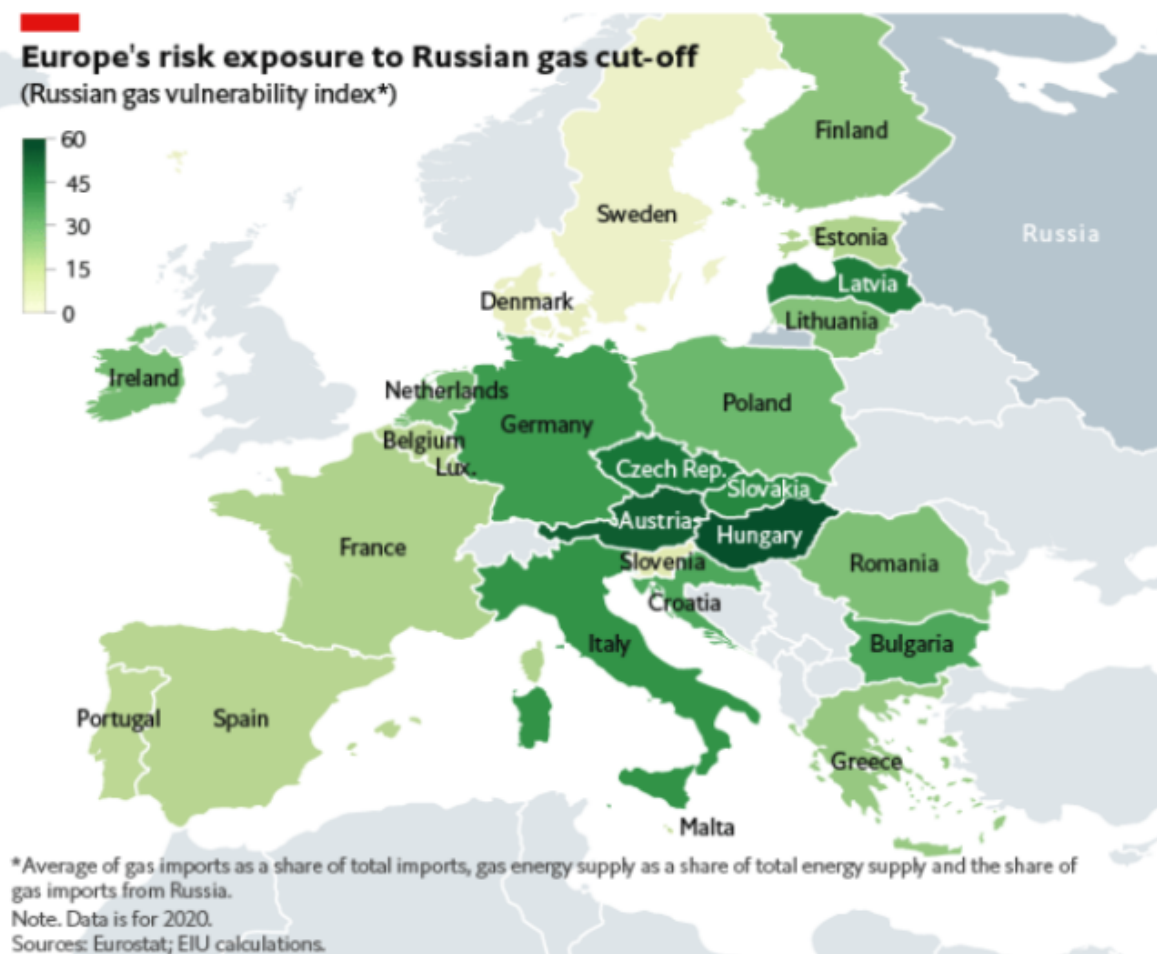 Europe's risk exposure to Russian gas cut-off
(Russian gas vulnerability index*)
60
45
30
15
0
Finland
Sweden
Russia
Estonia
Latvia
Denmark
Lithuania
Ireland
Netherlands
Poland
Germany
Belgium
Lux.
Czech Rep.
Slovakia
Austria
Hungary
France
Slovenia
Romania
Croatia
Italy
Bulgaria
Portugal
Spain
Greece
Malta
*Average of gas imports as a share of total imports, gas energy supply as a share of total energy supply and the share of
gas imports from Russia.
Note. Data is for 2020.
Sources: Eurostat; EIU calculations.